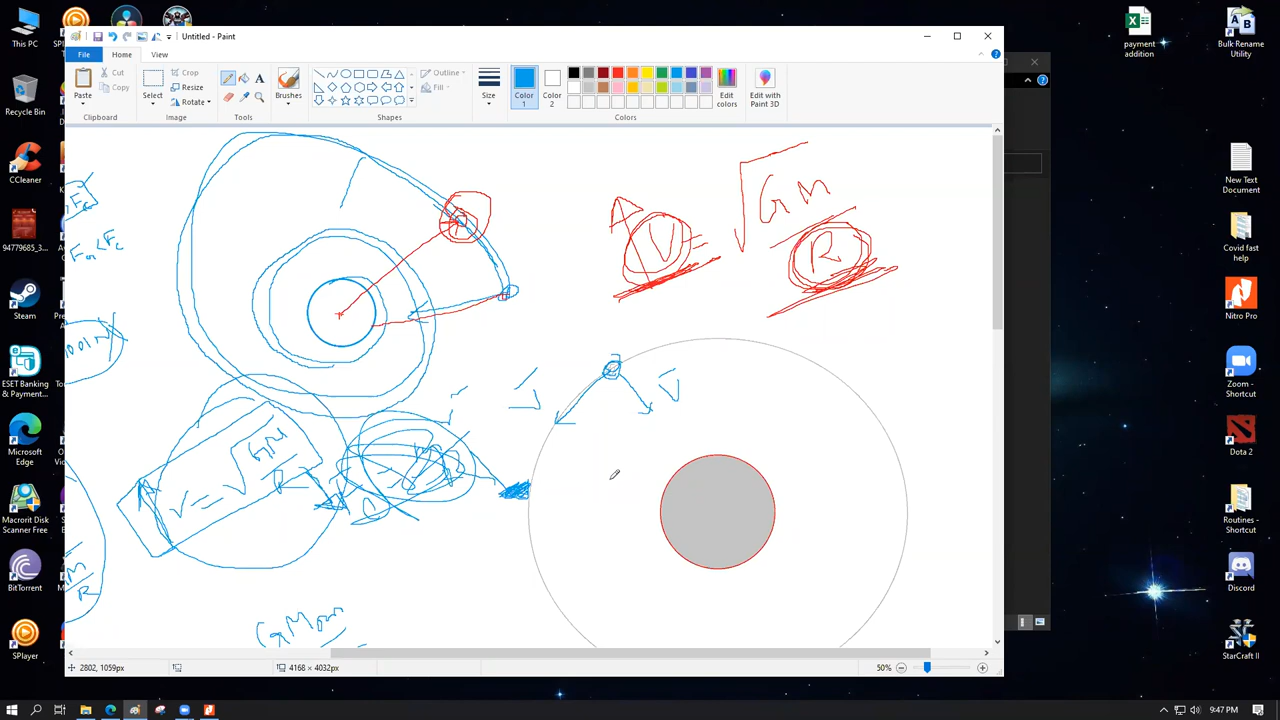 This PC
Recycle Bin
CCleaner
94779685_3...
Steam
ESET Banking
& Payment...
Microsoft
Edge
Macrorit Disk
Scanner Free
BitTorrent
SPlayer
Untitled - Paint
File
Home
View
Paste
Cut
Copy
Clipboard
Select
Crop
Resize
Rotate
Image
Tools
Brushes
Shapes
Outline
Fill
Size
Color
1
Color
2
Edit
colors
Colors
Edit with
Paint 3D
V = √GM
R
V = √GM
R
V
V
M
R
2802, 1059px
4168 × 4032px
50%
payment
addition
Bulk Rename
Utility
New Text
Document
Covid fast
help
Nitro Pro
Zoom -
Shortcut
Dota 2
Routines -
Shortcut
Discord
StarCraft II
9:47 PM